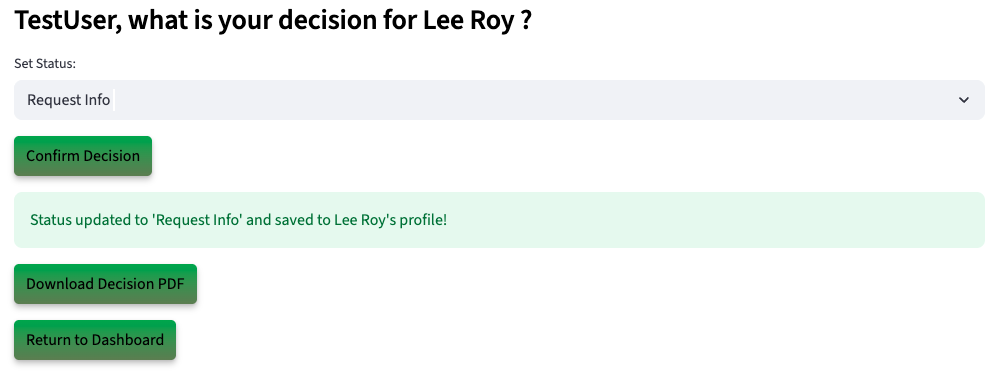 TestUser, what is your decision for Lee Roy ?
Set Status:
Request Info
Confirm Decision
Status updated to 'Request Info' and saved to Lee Roy's profile!
Download Decision PDF
Return to Dashboard